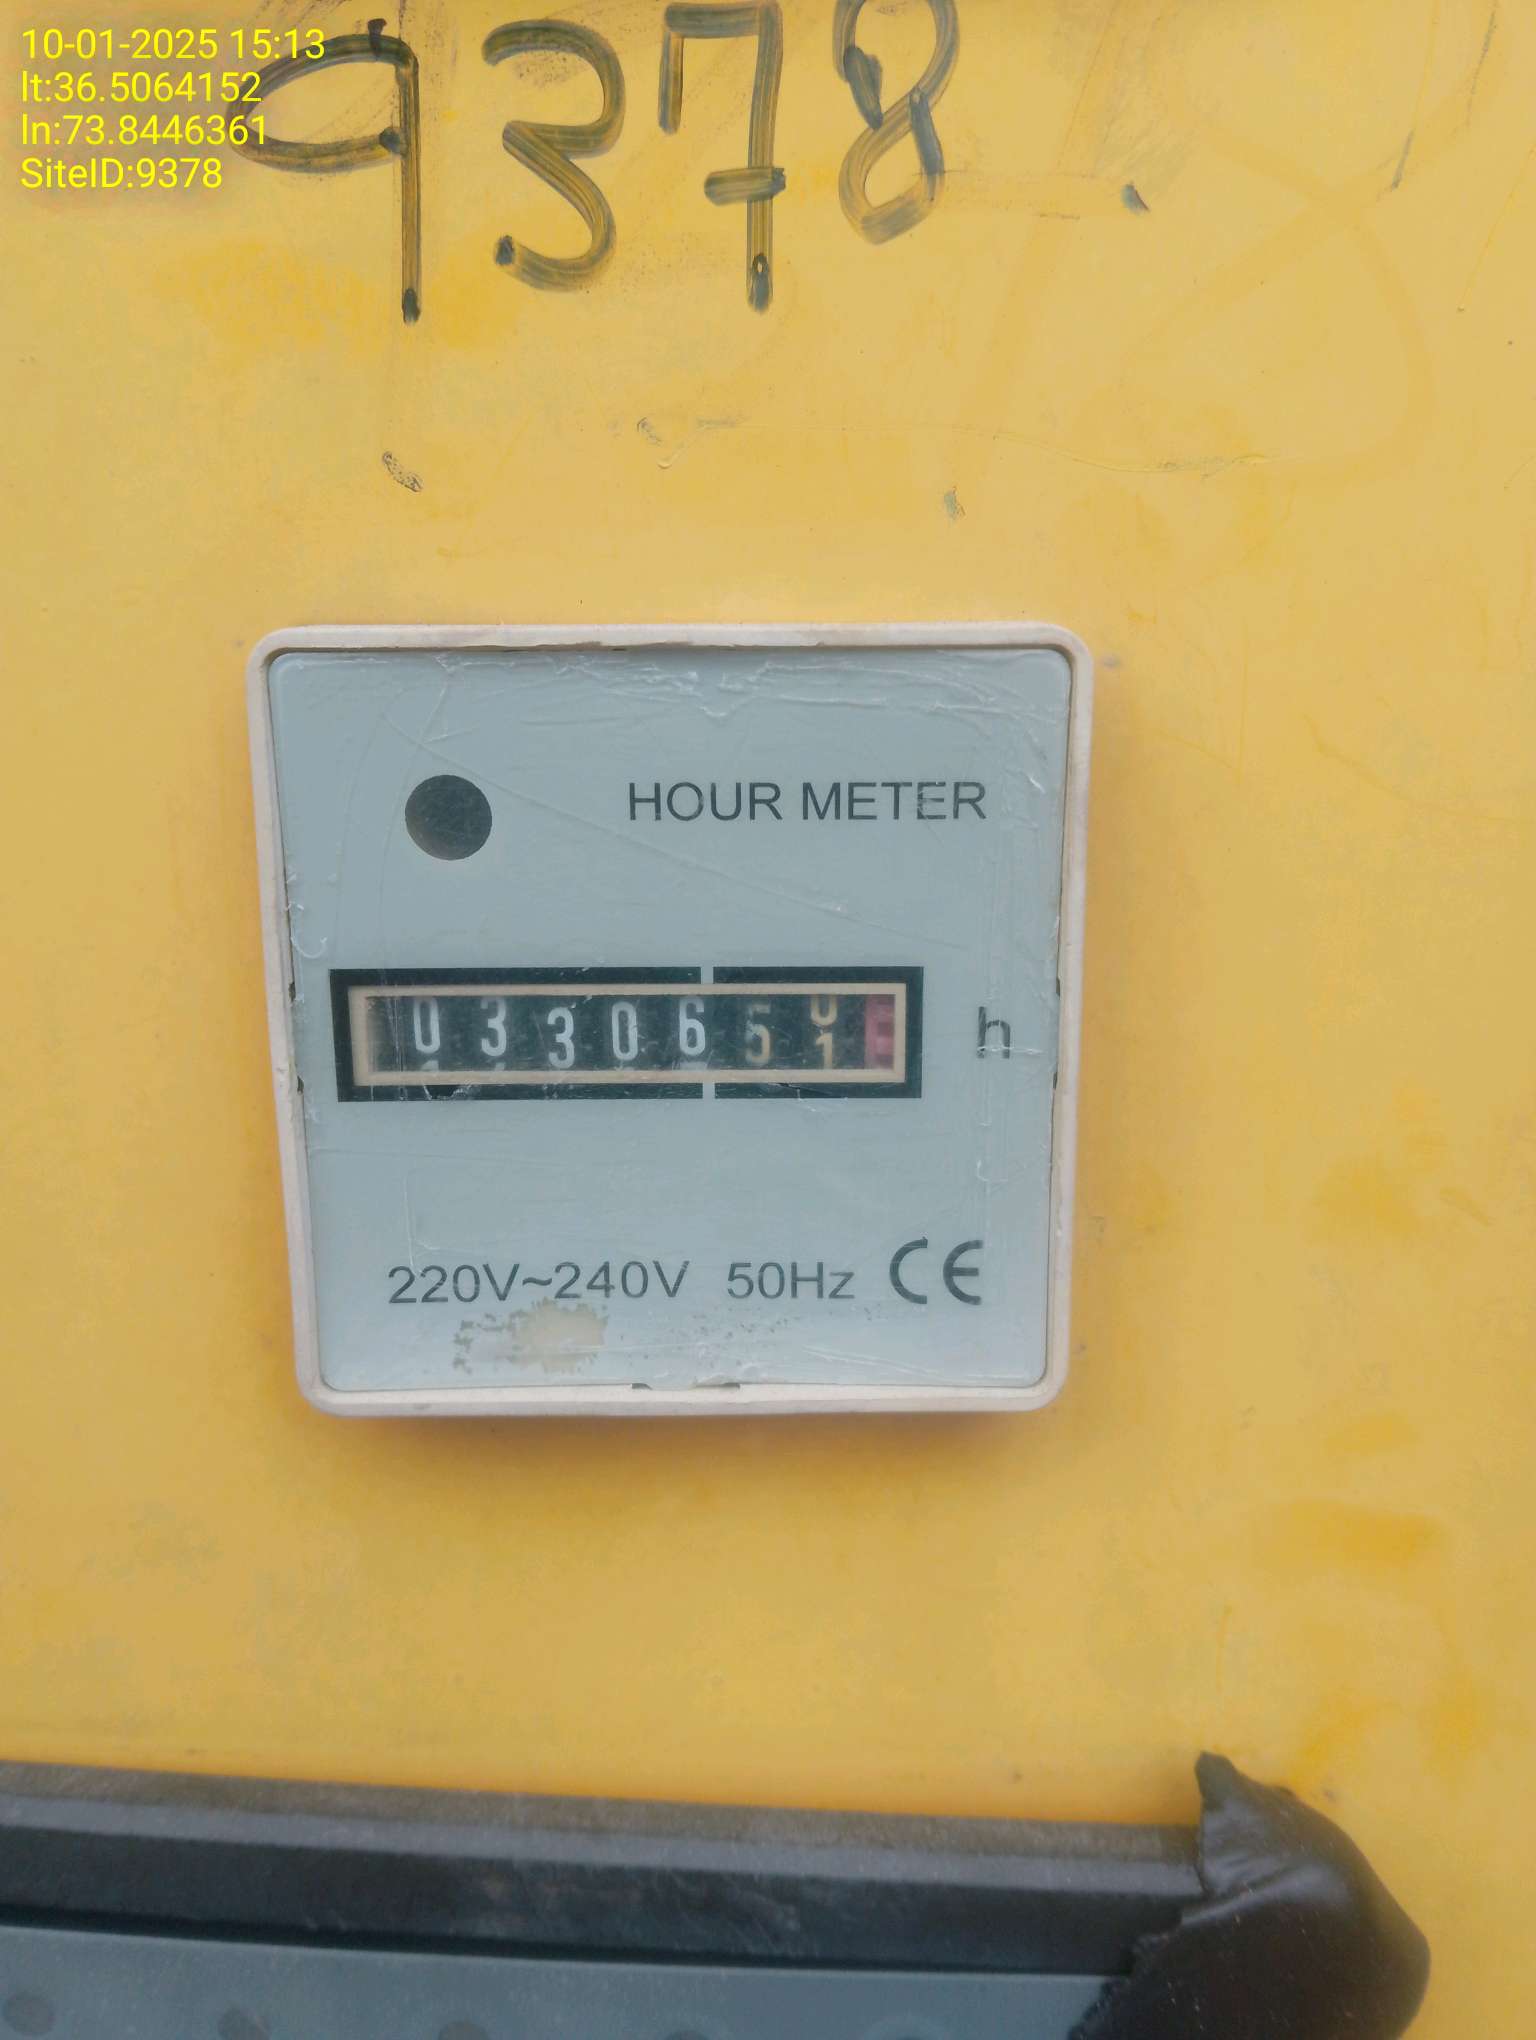 10-01-2025 15:13
lt:36.5064152
ln:73.8446361
SiteID:9378
9378
HOUR METER
0330651
h
220V~240V 50Hz CE